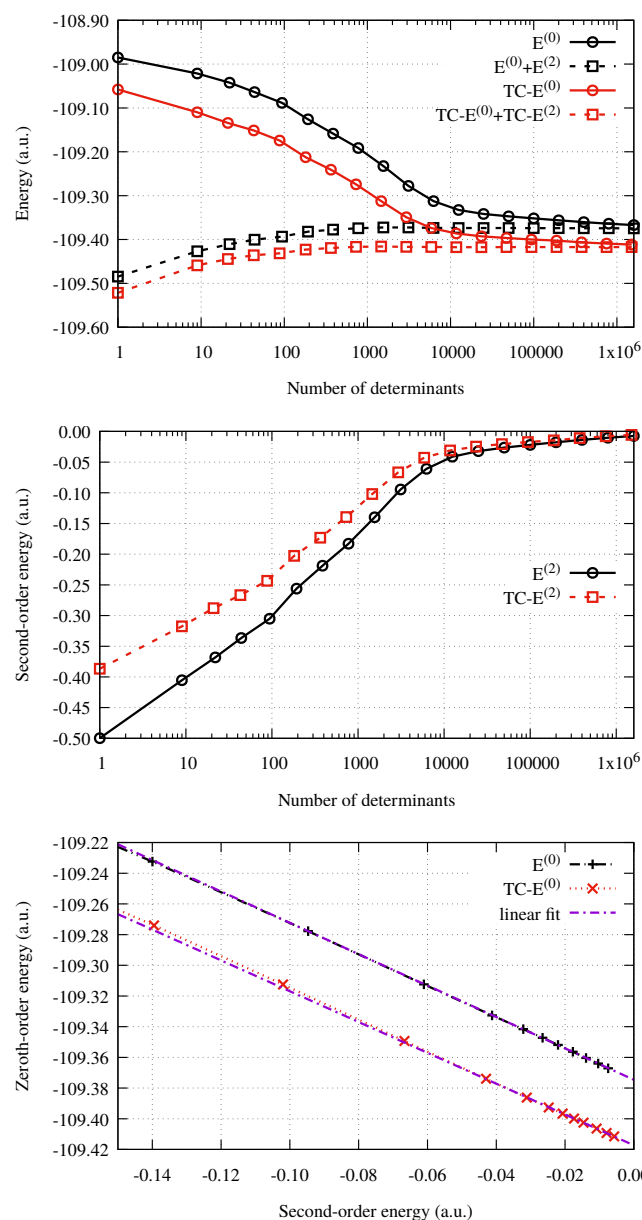 -108.90
-109.00
-109.10
-109.20
-109.30
-109.40
-109.50
-109.60
Energy (a.u.)
E(0)
E(0)+E(2)
TC-E(0)
TC-E(0)+TC-E(2)
1 10 100 1000 10000 100000 1x10^6
Number of determinants
0.00
-0.05
-0.10
-0.15
-0.20
-0.25
-0.30
-0.35
-0.40
-0.45
-0.50
Second-order energy (a.u.)
E(2)
TC-E(2)
1 10 100 1000 10000 100000 1x10^6
Number of determinants
-109.22
-109.24
-109.26
-109.28
-109.30
-109.32
-109.34
-109.36
-109.38
-109.40
-109.42
Zeroth-order energy (a.u.)
E(0)
TC-E(0)
linear fit
-0.14 -0.12 -0.10 -0.08 -0.06 -0.04 -0.02 0.0
Second-order energy (a.u.)